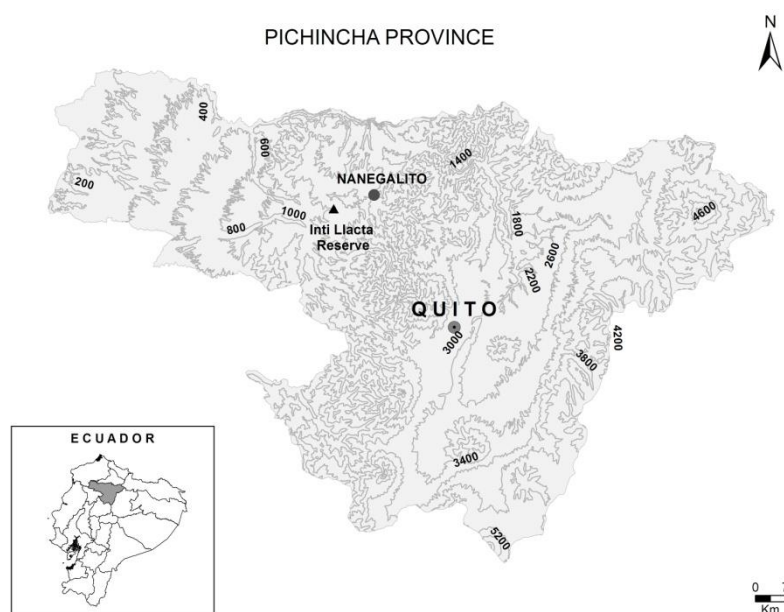 PICHINCHA PROVINCE
N
400
600
200
NANEGALITO
1400
1000
800
Inti Llacta
Reserve
1800
4600
2600
2200
QUITO
3000
4200
3800
3400
5200
ECUADOR
0
Km